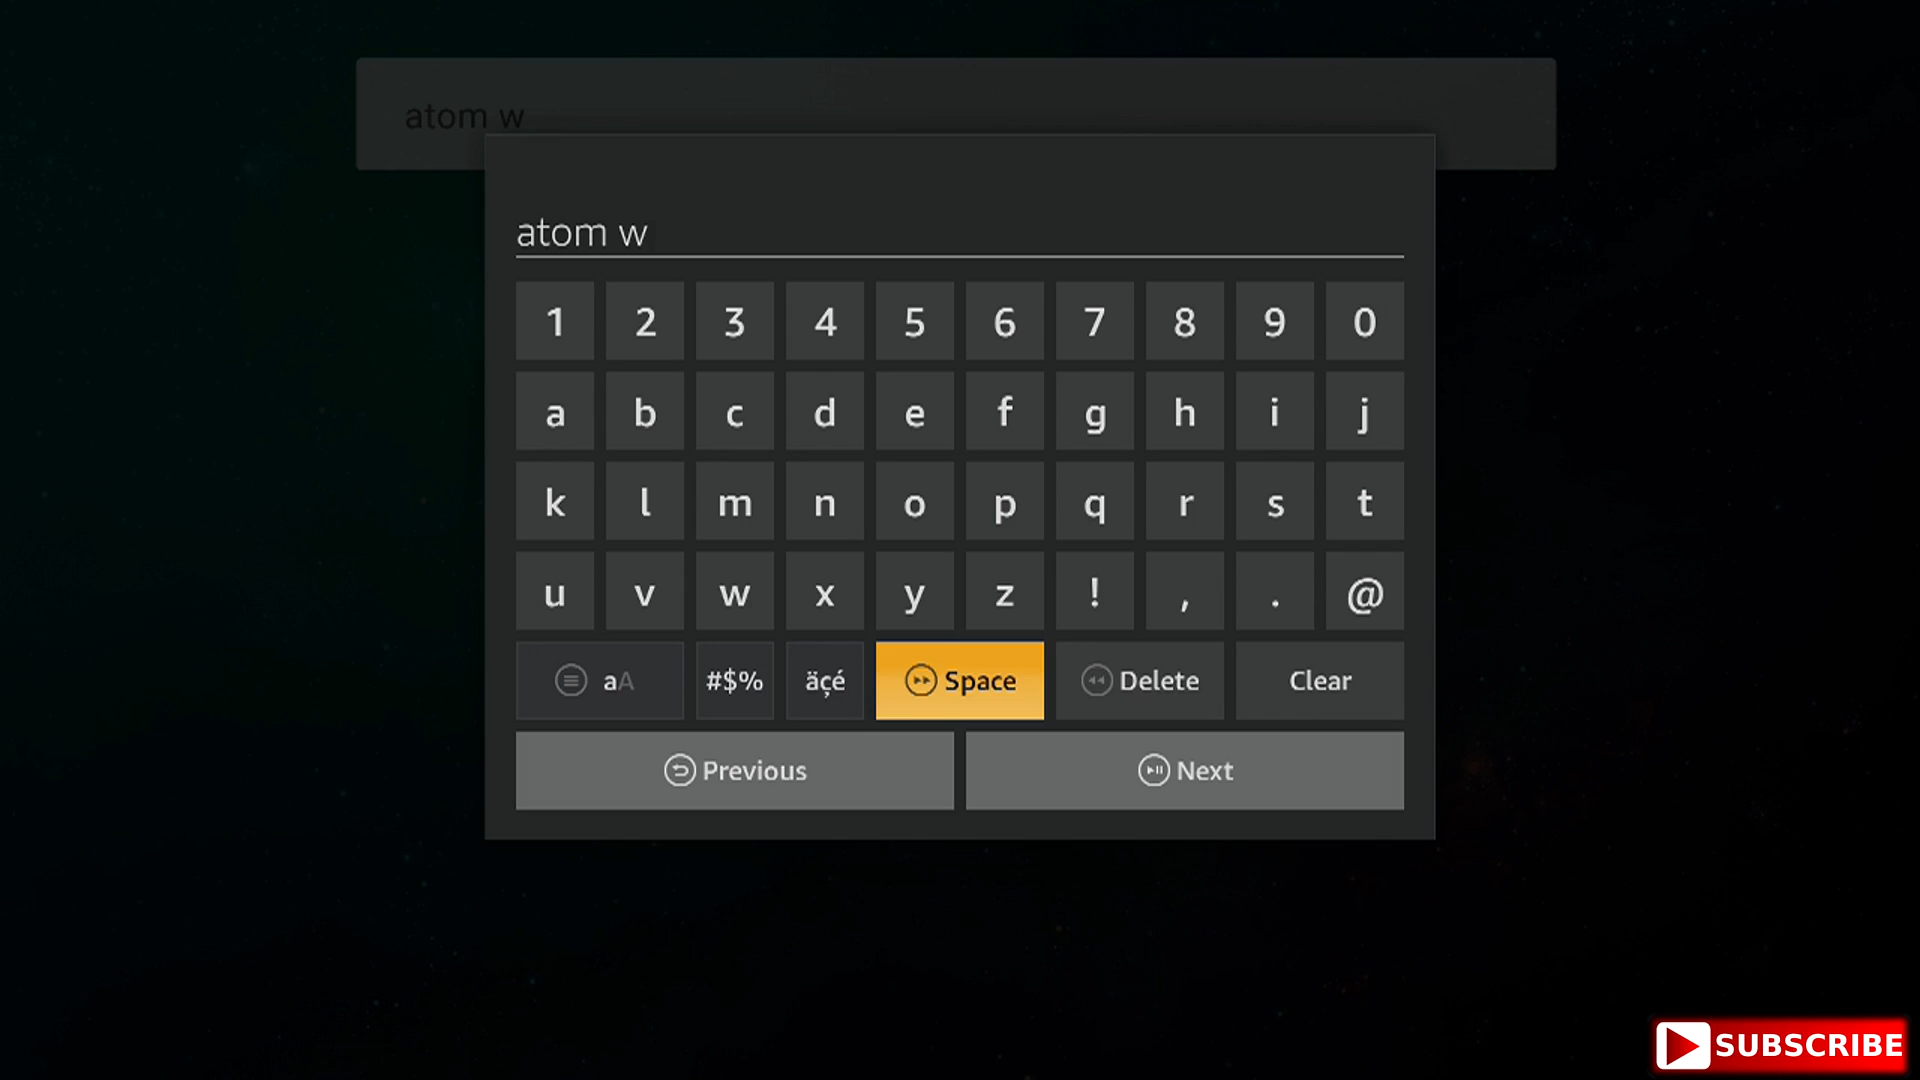 atom w
atom w
1 2 3 4 5 6 7 8 9 0
a b c d e f g h i j
k l m n o p q r s t
u v w x y z ! , . @
aA #$% äçé Space Delete Clear
Previous Next
SUBSCRIBE